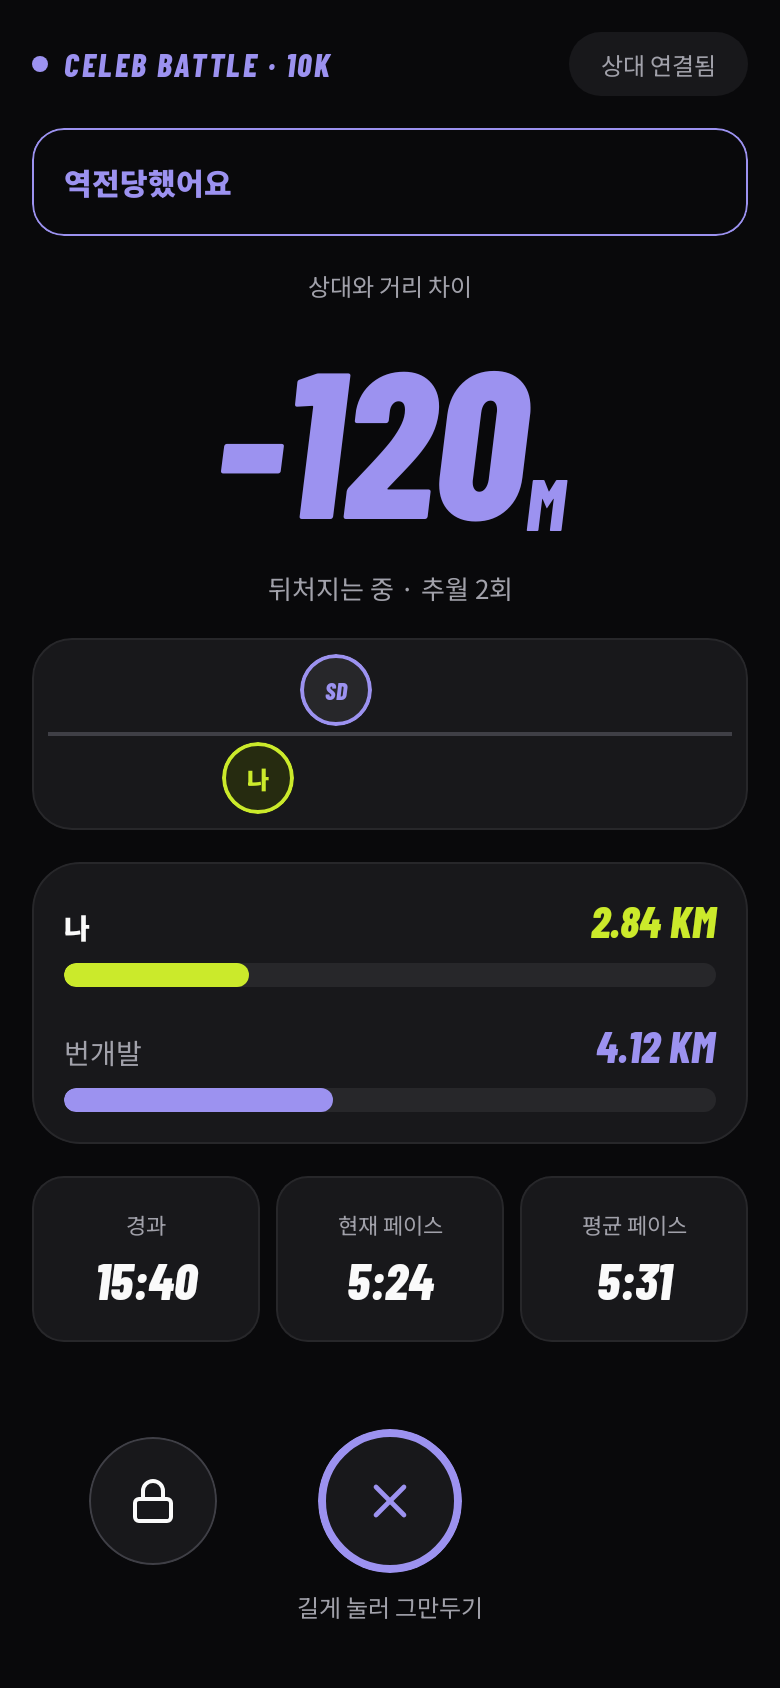 CELEB BATTLE · 10K
상대 연결됨
역전당했어요
상대와 거리 차이
-120M
뒤처지는 중 · 추월 2회
SD
나
나 2.84 KM
번개발 4.12 KM
경과 현재 페이스 평균 페이스
15:40 5:24 5:31
길게 눌러 그만두기